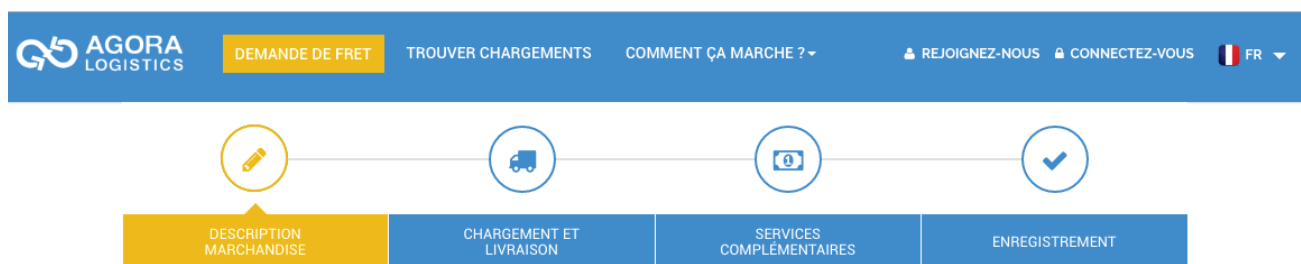 AGORA
LOGISTICS
DEMANDE DE FRET
TROUVER CHARGEMENTS
COMMENT ÇA MARCHE ?
REJOIGNEZ-NOUS
CONNECTEZ-VOUS
FR
1
DESCRIPTION
MARCHANDISE
CHARGEMENT ET
LIVRAISON
SERVICES
COMPLÉMENTAIRES
ENREGISTREMENT